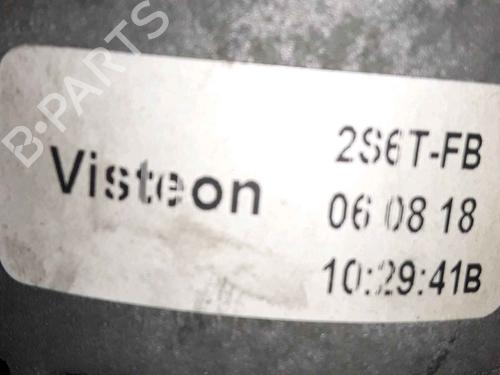 B-PARTS
Visteon
2S6T-FB
06 08 18
10:29:41B